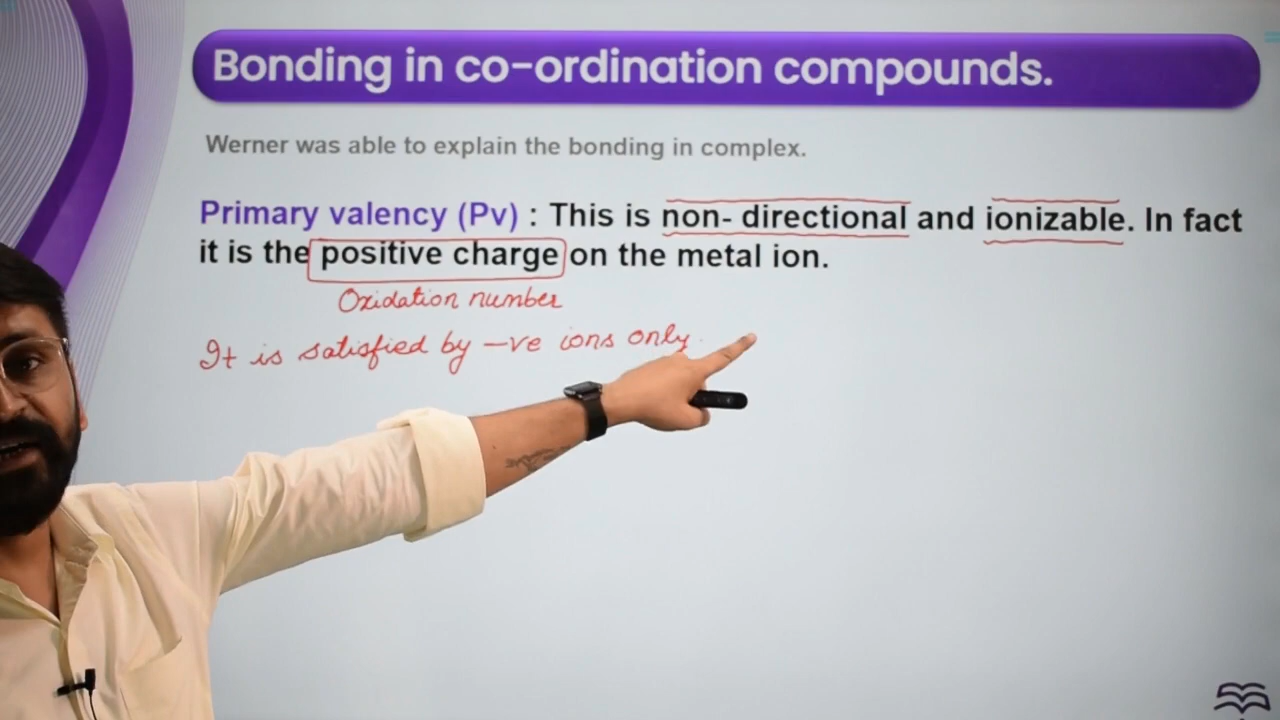 Bonding in co-ordination compounds.
Werner was able to explain the bonding in complex.
Primary valency (Pv) : This is non- directional and ionizable. In fact
it is the positive charge on the metal ion.
Oxidation number
It is satisfied by -ve ions only.